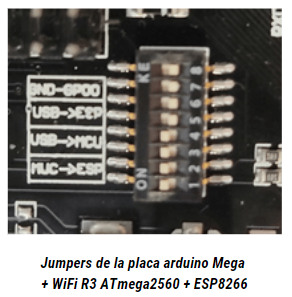 KE
GND-GPO0
USB->ESP
USB->MCU
MUC->ESP
ON
8
7
6
5
4
3
2
1
Jumpers de la placa arduino Mega
+ WiFi R3 ATmega2560 + ESP8266